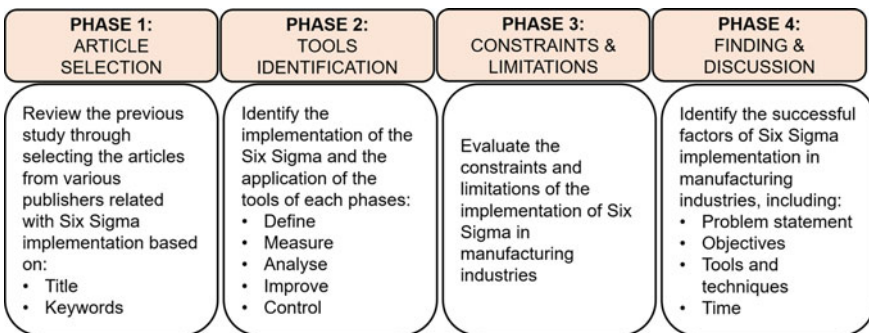 PHASE 1:
ARTICLE
SELECTION
Review the previous
study through
selecting the articles
from various
publishers related
with Six Sigma
implementation based
on:
• Title
• Keywords
PHASE 2:
TOOLS
IDENTIFICATION
Identify the
implementation of the
Six Sigma and the
application of the
tools of each phases:
• Define
• Measure
• Analyse
• Improve
• Control
PHASE 3:
CONSTRAINTS &
LIMITATIONS
Evaluate the
constraints and
limitations of the
implementation of Six
Sigma in
manufacturing
industries
PHASE 4:
FINDING &
DISCUSSION
Identify the successful
factors of Six Sigma
implementation in
manufacturing
industries, including:
• Problem statement
• Objectives
• Tools and
techniques
• Time